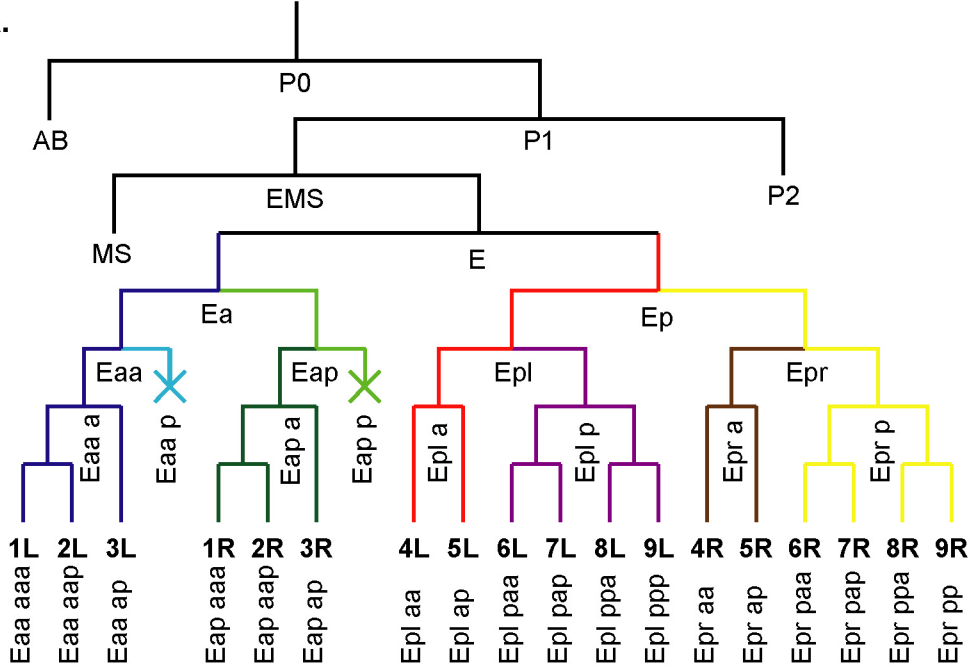 P0
AB
P1
P2
EMS
MS
E
Ea
Ep
Eaa
Eap
Epl
Epr
Eaa a
Eaa p
Eap a
Eap p
Epl a
Epl p
Epr a
Epr p
1L 2L 3L 1R 2R 3R 4L 5L 6L 7L 8L 9L 4R 5R 6R 7R 8R 9R
Eaa aaa
Eaa aap
Eaa ap
Eap aaa
Eap aap
Eap ap
Epl aa
Epl ap
Epl paa
Epl pap
Epl ppa
Epl ppp
Epr aa
Epr ap
Epr paa
Epr pap
Epr ppa
Epr pp